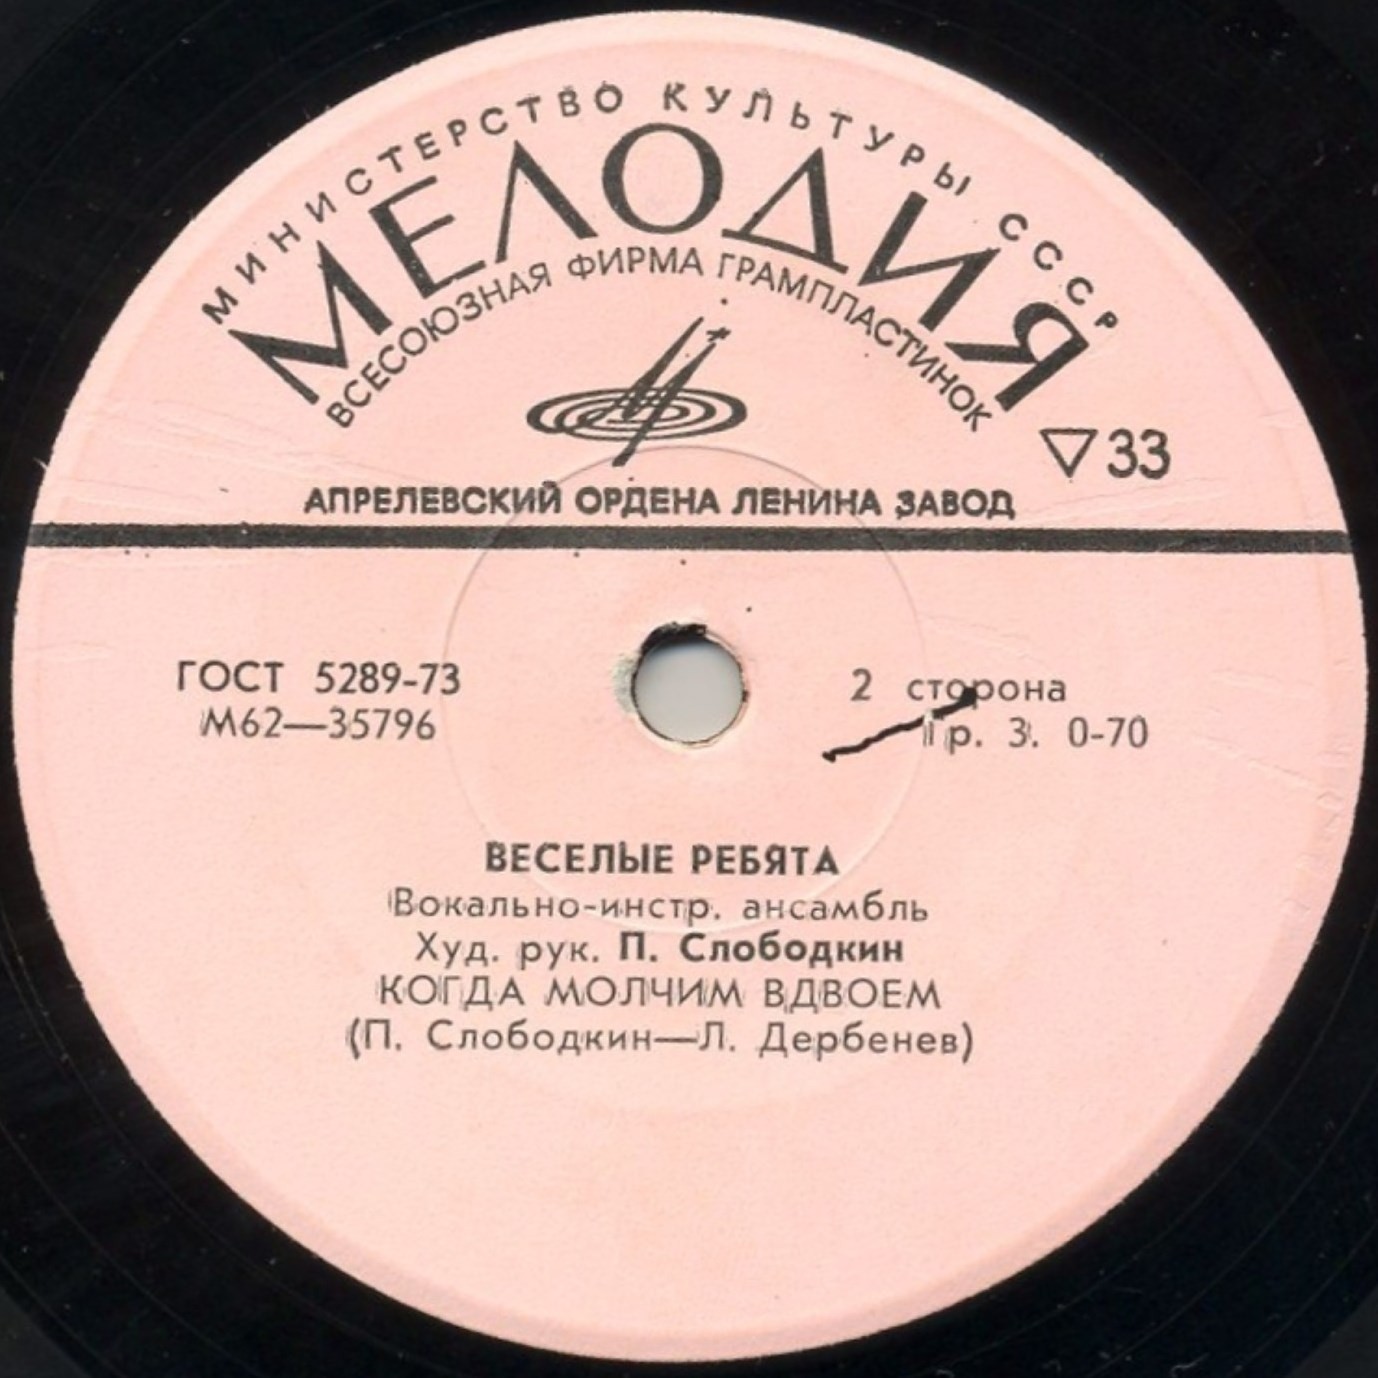 МИНИСТЕРСТВО КУЛЬТУРЫ СССР
МЕЛОДИЯ
ВСЕСОЮЗНАЯ ФИРМА ГРАМПЛАСТИНОК
▽33
АПРЕЛЕВСКИЙ ОРДЕНА ЛЕНИНА ЗАВОД
ГОСТ 5289-73
М62—35796
2 сторона
Гр. 3. 0-70
ВЕСЕЛЫЕ РЕБЯТА
Вокально-инстр. ансамбль
Худ. рук. П. Слободкин
КОГДА МОЛЧИМ ВДВОЕМ
(П. Слободкин—Л. Дербенев)